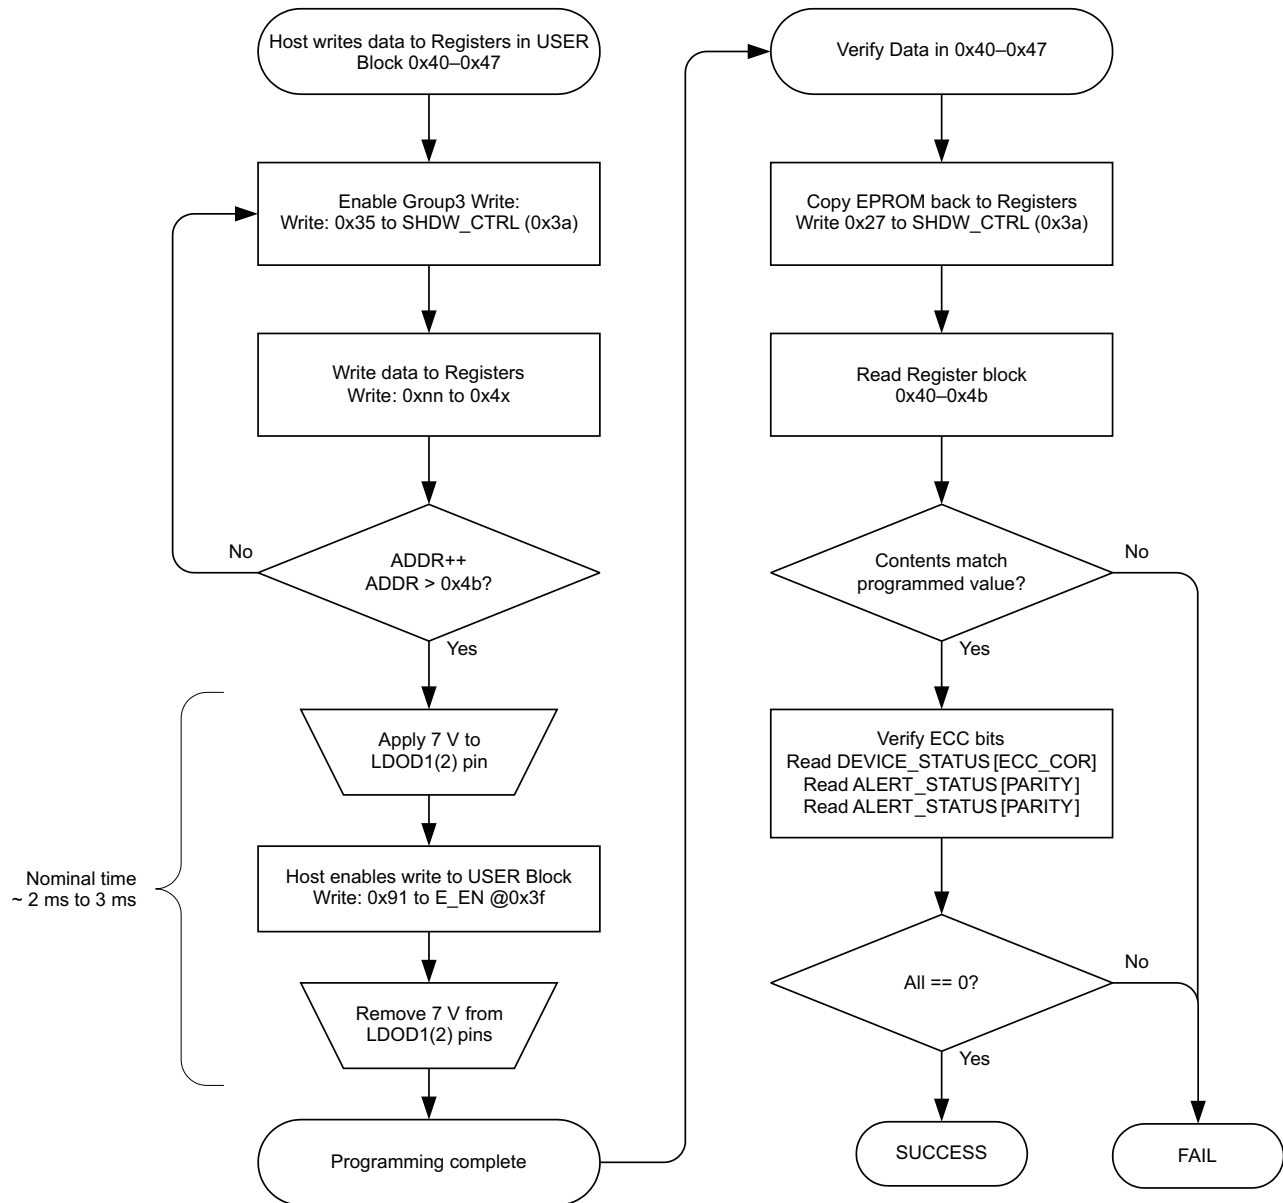 Host writes data to Registers in USER
Block 0x40–0x47
Enable Group3 Write:
Write: 0x35 to SHDW_CTRL (0x3a)
Write data to Registers
Write: 0xnn to 0x4x
No
ADDR++
ADDR > 0x4b?
Yes
Apply 7 V to
LDOD1(2) pin
Nominal time
~ 2 ms to 3 ms
Host enables write to USER Block
Write: 0x91 to E_EN @0x3f
Remove 7 V from
LDOD1(2) pins
Programming complete
Verify Data in 0x40–0x47
Copy EPROM back to Registers
Write 0x27 to SHDW_CTRL (0x3a)
Read Register block
0x40–0x4b
Contents match
programmed value?
No
Yes
Verify ECC bits
Read DEVICE_STATUS [ECC_COR]
Read ALERT_STATUS [PARITY]
Read ALERT_STATUS [PARITY]
All == 0?
No
Yes
SUCCESS
FAIL